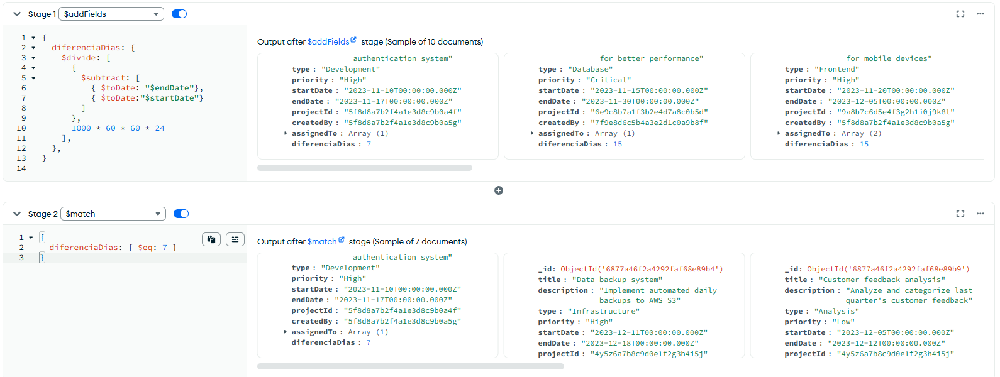 Stage 1 $addFields
1 {
2 diferenciaDias: {
3 $divide: [
4 {
5 $subtract: [
6 { $toDate: "$endDate"},
7 { $toDate:"$startDate"}
8 ]
9 },
10 1000 * 60 * 60 * 24
11 ],
12 },
13 }
14
Output after $addFields stage (Sample of 10 documents)
authentication system"
type : "Development"
priority : "High"
startDate : "2023-11-10T00:00:00.000Z"
endDate : "2023-11-17T00:00:00.000Z"
projectId : "5f8d8a7b2f4a1e3d8c9b0a4f"
createdBy : "5f8d8a7b2f4a1e3d8c9b0a5g"
assignedTo : Array (1)
diferenciaDias : 7
for better performance"
type : "Database"
priority : "Critical"
startDate : "2023-11-15T00:00:00.000Z"
endDate : "2023-11-30T00:00:00.000Z"
projectId : "6e9c8b7a1f3b2e4d7a8c0b5d"
createdBy : "7f9e8d6c5b4a3e2d1c0a9b8f"
assignedTo : Array (1)
diferenciaDias : 15
for mobile devices"
type : "Frontend"
priority : "High"
startDate : "2023-11-20T00:00:00.000Z"
endDate : "2023-12-05T00:00:00.000Z"
projectId : "9a8b7c6d5e4f3g2h1i0j9k8l"
createdBy : "5f8d8a7b2f4a1e3d8c9b0a5g"
assignedTo : Array (2)
diferenciaDias : 15
Stage 2 $match
1 {
2 diferenciaDias: { $eq: 7 }
3 }
Output after $match stage (Sample of 7 documents)
authentication system"
type : "Development"
priority : "High"
startDate : "2023-11-10T00:00:00.000Z"
endDate : "2023-11-17T00:00:00.000Z"
projectId : "5f8d8a7b2f4a1e3d8c9b0a4f"
createdBy : "5f8d8a7b2f4a1e3d8c9b0a5g"
assignedTo : Array (1)
diferenciaDias : 7
_id: ObjectId('6877a46f2a4292faf68e89b4')
title : "Data backup system"
description : "Implement automated daily
backups to AWS S3"
type : "Infrastructure"
priority : "High"
startDate : "2023-12-11T00:00:00.000Z"
endDate : "2023-12-18T00:00:00.000Z"
projectId : "4y5z6a7b8c9d0e1f2g3h4i5j"
_id: ObjectId('6877a46f2a4292faf68e89b9')
title : "Customer feedback analysis"
description : "Analyze and categorize last
quarter's customer feedback"
type : "Analysis"
priority : "Low"
startDate : "2023-12-05T00:00:00.000Z"
endDate : "2023-12-12T00:00:00.000Z"
projectId : "4y5z6a7b8c9d0e1f2g3h4i5j"